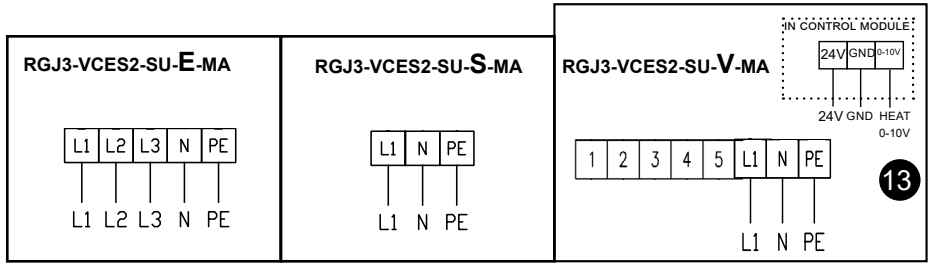 RGJ3-VCES2-SU-E-MA
L1 L2 L3 N PE
L1 L2 L3 N PE
RGJ3-VCES2-SU-S-MA
L1 N PE
L1 N PE
IN CONTROL MODULE
24V GND 0-10V
RGJ3-VCES2-SU-V-MA
24V GND HEAT
0-10V
1 2 3 4 5 L1 N PE
13
L1 N PE